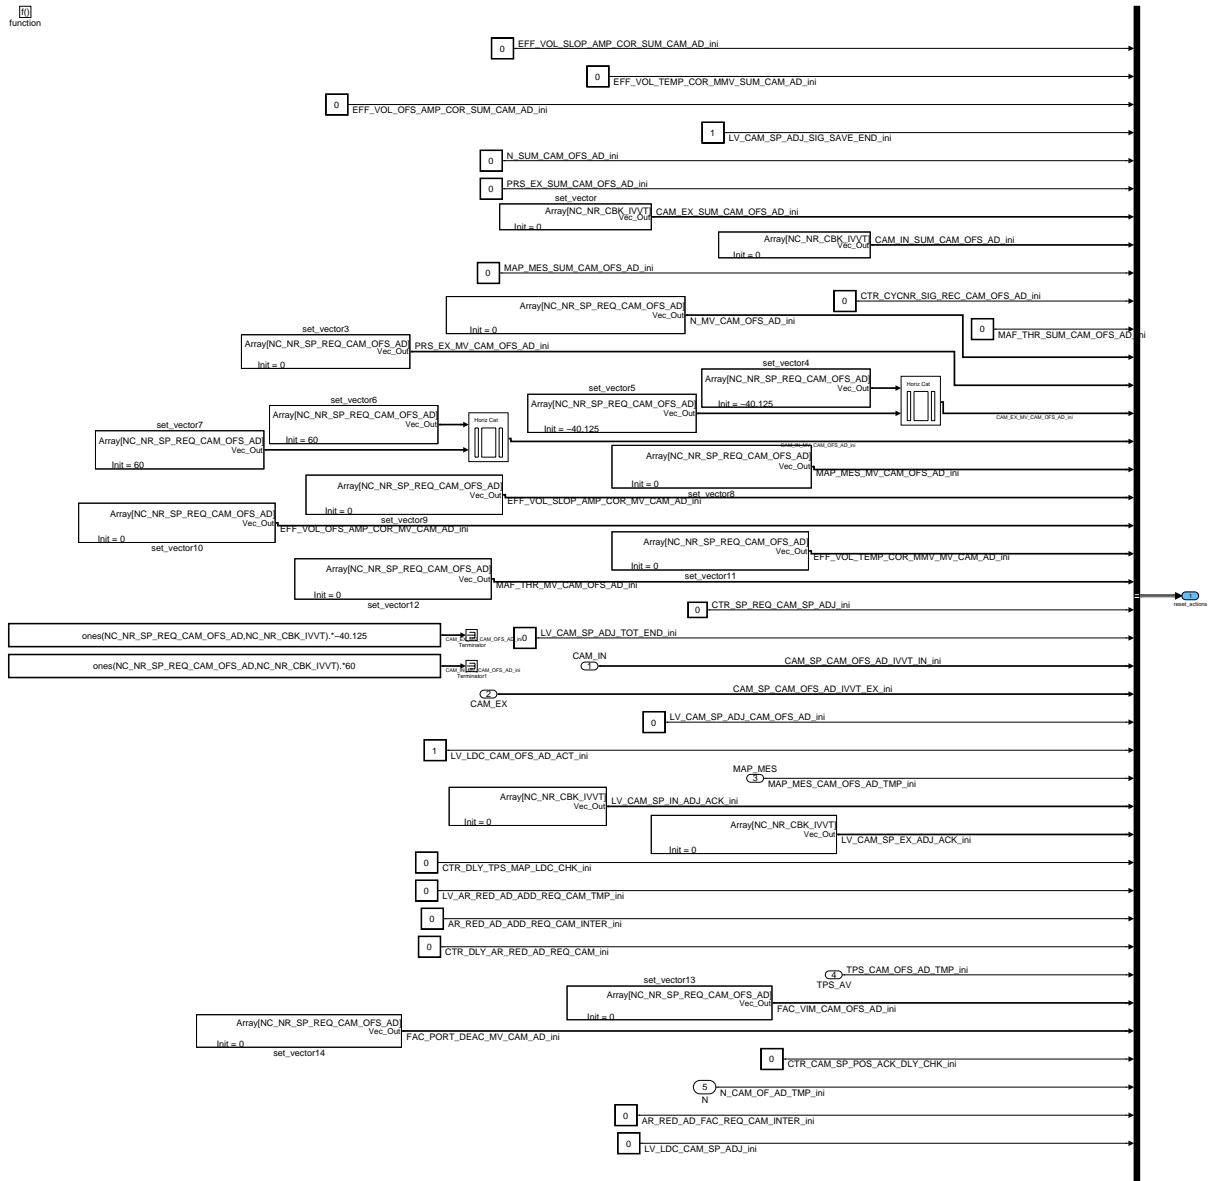 f()
function
0
EFF_VOL_SLOP_AMP_COR_SUM_CAM_AD_ini
0
EFF_VOL_TEMP_COR_MMV_SUM_CAM_AD_ini
0
EFF_VOL_OFS_AMP_COR_SUM_CAM_AD_ini
1
LV_CAM_SP_ADJ_SIG_SAVE_END_ini
0
N_SUM_CAM_OFS_AD_ini
0
PRS_EX_SUM_CAM_OFS_AD_ini
set_vector
Array[NC_NR_CBK_IVVT]
Vec_Out
Init = 0
CAM_EX_SUM_CAM_OFS_AD_ini
Array[NC_NR_CBK_IVVT]
Vec_Out
Init = 0
CAM_IN_SUM_CAM_OFS_AD_ini
0
MAP_MES_SUM_CAM_OFS_AD_ini
0
CTR_CYCNR_SIG_REC_CAM_OFS_AD_ini
Array[NC_NR_SP_REQ_CAM_OFS_AD]
Vec_Out
Init = 0
N_MV_CAM_OFS_AD_ini
0
MAF_THR_SUM_CAM_OFS_AD_ini
set_vector3
Array[NC_NR_SP_REQ_CAM_OFS_AD]
Vec_Out
Init = 0
PRS_EX_MV_CAM_OFS_AD_ini
set_vector4
Array[NC_NR_SP_REQ_CAM_OFS_AD]
Vec_Out
Init = −40.125
set_vector5
Array[NC_NR_SP_REQ_CAM_OFS_AD]
Vec_Out
Init = −40.125
Horiz Cat
CAM_EX_MV_CAM_OFS_AD_ini
set_vector6
Array[NC_NR_SP_REQ_CAM_OFS_AD]
Vec_Out
Init = 60
set_vector7
Array[NC_NR_SP_REQ_CAM_OFS_AD]
Vec_Out
Init = 60
Horiz Cat
CAM_IN_MV_CAM_OFS_AD_ini
Array[NC_NR_SP_REQ_CAM_OFS_AD]
Vec_Out
Init = 0
set_vector8
MAP_MES_MV_CAM_OFS_AD_ini
Array[NC_NR_SP_REQ_CAM_OFS_AD]
Vec_Out
Init = 0
set_vector9
EFF_VOL_SLOP_AMP_COR_MV_CAM_AD_ini
Array[NC_NR_SP_REQ_CAM_OFS_AD]
Vec_Out
Init = 0
set_vector10
EFF_VOL_OFS_AMP_COR_MV_CAM_AD_ini
Array[NC_NR_SP_REQ_CAM_OFS_AD]
Vec_Out
Init = 0
set_vector11
EFF_VOL_TEMP_COR_MMV_MV_CAM_AD_ini
Array[NC_NR_SP_REQ_CAM_OFS_AD]
Vec_Out
Init = 0
set_vector12
MAF_THR_MV_CAM_OFS_AD_ini
1
reset_actions
0
CTR_SP_REQ_CAM_SP_ADJ_ini
ones(NC_NR_SP_REQ_CAM_OFS_AD,NC_NR_CBK_IVVT).*−40.125
Terminator
0
LV_CAM_SP_ADJ_TOT_END_ini
ones(NC_NR_SP_REQ_CAM_OFS_AD,NC_NR_CBK_IVVT).*60
Terminator1
CAM_IN
1
CAM_SP_CAM_OFS_AD_IVVT_IN_ini
2
CAM_EX
CAM_SP_CAM_OFS_AD_IVVT_EX_ini
0
LV_CAM_SP_ADJ_CAM_OFS_AD_ini
1
LV_LDC_CAM_OFS_AD_ACT_ini
MAP_MES
3
MAP_MES_CAM_OFS_AD_TMP_ini
Array[NC_NR_CBK_IVVT]
Vec_Out
Init = 0
LV_CAM_SP_IN_ADJ_ACK_ini
Array[NC_NR_CBK_IVVT]
Vec_Out
Init = 0
LV_CAM_SP_EX_ADJ_ACK_ini
0
CTR_DLY_TPS_MAP_LDC_CHK_ini
0
LV_AR_RED_AD_ADD_REQ_CAM_TMP_ini
0
AR_RED_AD_ADD_REQ_CAM_INTER_ini
0
CTR_DLY_AR_RED_AD_REQ_CAM_ini
4
TPS_AV
TPS_CAM_OFS_AD_TMP_ini
set_vector13
Array[NC_NR_SP_REQ_CAM_OFS_AD]
Vec_Out
Init = 0
FAC_VIM_CAM_OFS_AD_ini
Array[NC_NR_SP_REQ_CAM_OFS_AD]
Vec_Out
Init = 0
set_vector14
FAC_PORT_DEAC_MV_CAM_AD_ini
0
CTR_CAM_SP_POS_ACK_DLY_CHK_ini
5
N
N_CAM_OF_AD_TMP_ini
0
AR_RED_AD_FAC_REQ_CAM_INTER_ini
0
LV_LDC_CAM_SP_ADJ_ini